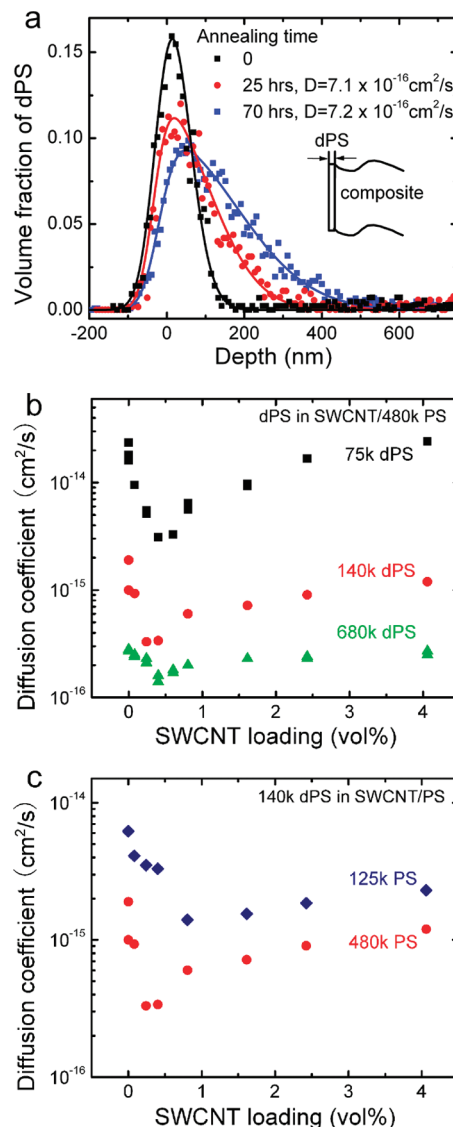 a
Annealing time
0
25 hrs, D=7.1 x 10⁻¹⁶cm²/s
70 hrs, D=7.2 x 10⁻¹⁶cm²/s
dPS
composite
Volume fraction of dPS
0.15
0.10
0.05
0.00
-200 0 200 400 600
Depth (nm)
b
dPS in SWCNT/480k PS
75k dPS
140k dPS
680k dPS
Diffusion coefficient (cm²/s)
10⁻¹⁴
10⁻¹⁵
10⁻¹⁶
0 1 2 3 4
SWCNT loading (vol%)
c
140k dPS in SWCNT/PS
125k PS
480k PS
Diffusion coefficient (cm²/s)
10⁻¹⁴
10⁻¹⁵
10⁻¹⁶
0 1 2 3 4
SWCNT loading (vol%)